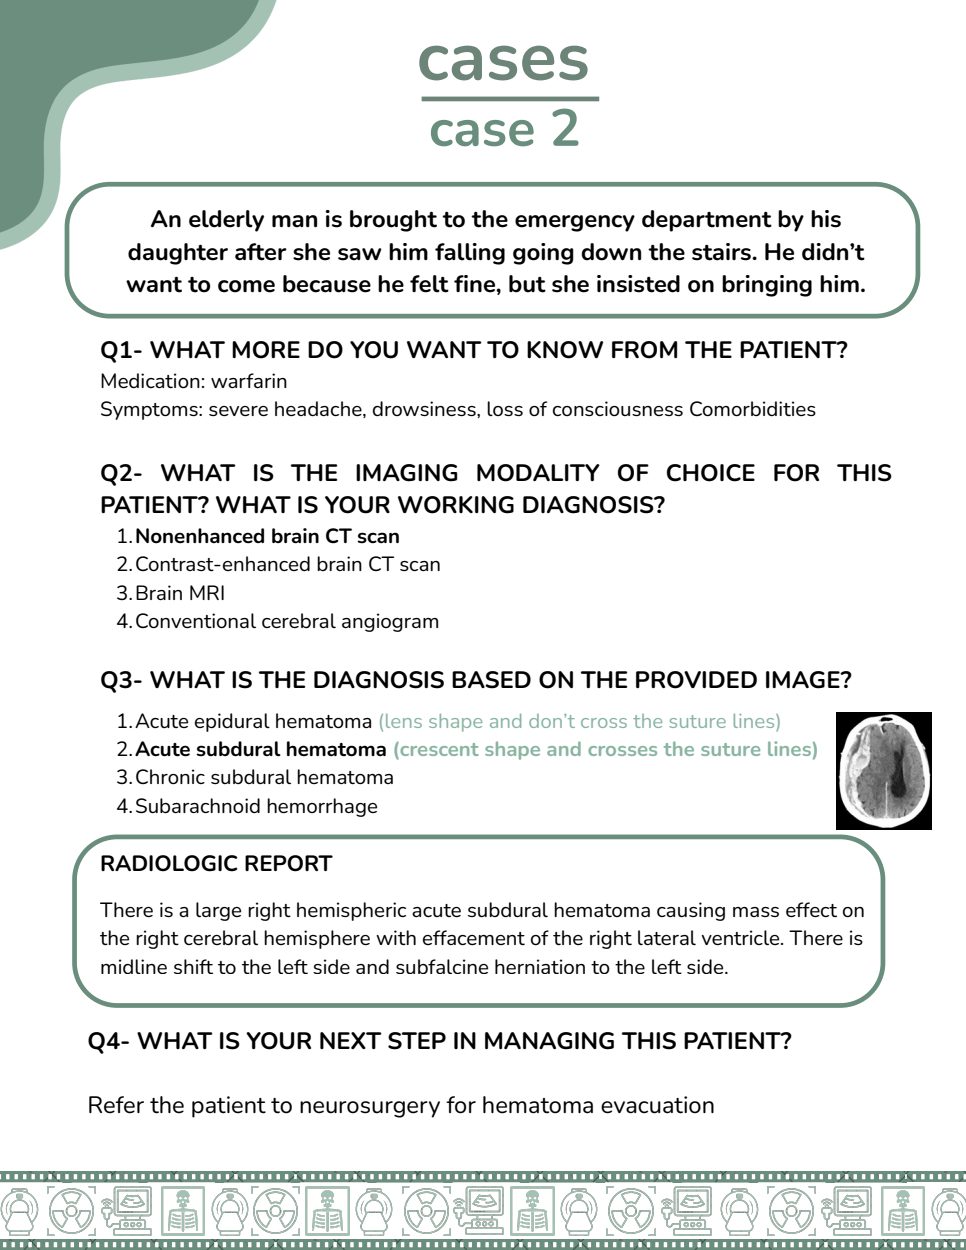 cases
case 2
An elderly man is brought to the emergency department by his
daughter after she saw him falling going down the stairs. He didn't
want to come because he felt fine, but she insisted on bringing him.
Q1- WHAT MORE DO YOU WANT TO KNOW FROM THE PATIENT?
Medication: warfarin
Symptoms: severe headache, drowsiness, loss of consciousness Comorbidities
Q2- WHAT IS THE IMAGING MODALITY OF CHOICE FOR THIS
PATIENT? WHAT IS YOUR WORKING DIAGNOSIS?
1. Nonenhanced brain CT scan
2. Contrast-enhanced brain CT scan
3. Brain MRI
4. Conventional cerebral angiogram
Q3- WHAT IS THE DIAGNOSIS BASED ON THE PROVIDED IMAGE?
1. Acute epidural hematoma (lens shape and don't cross the suture lines)
2. Acute subdural hematoma (crescent shape and crosses the suture lines)
3. Chronic subdural hematoma
4. Subarachnoid hemorrhage
RADIOLOGIC REPORT
There is a large right hemispheric acute subdural hematoma causing mass effect on
the right cerebral hemisphere with effacement of the right lateral ventricle. There is
midline shift to the left side and subfalcine herniation to the left side.
Q4- WHAT IS YOUR NEXT STEP IN MANAGING THIS PATIENT?
Refer the patient to neurosurgery for hematoma evacuation